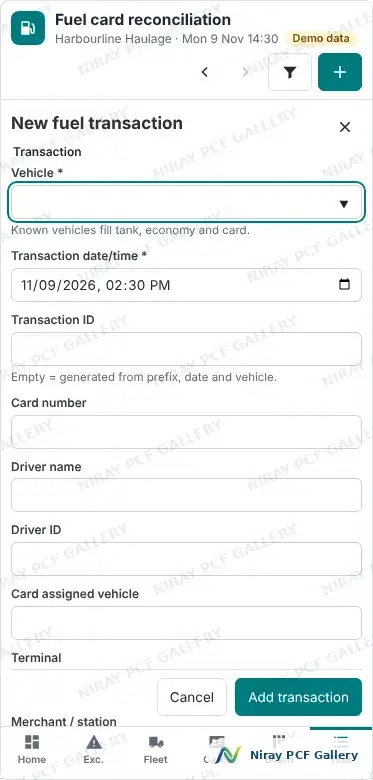 Fuel card reconciliation
Harbourline Haulage · Mon 9 Nov 14:30 Demo data
New fuel transaction
Transaction
Vehicle *
Known vehicles fill tank, economy and card.
Transaction date/time *
11/09/2026, 02:30 PM
Transaction ID
Empty = generated from prefix, date and vehicle.
Card number
Driver name
Driver ID
Card assigned vehicle
Terminal
Cancel Add transaction
Merchant / station
Home Exc. Fleet
Niray PCF Gallery
NIRAY PCF GALLERY